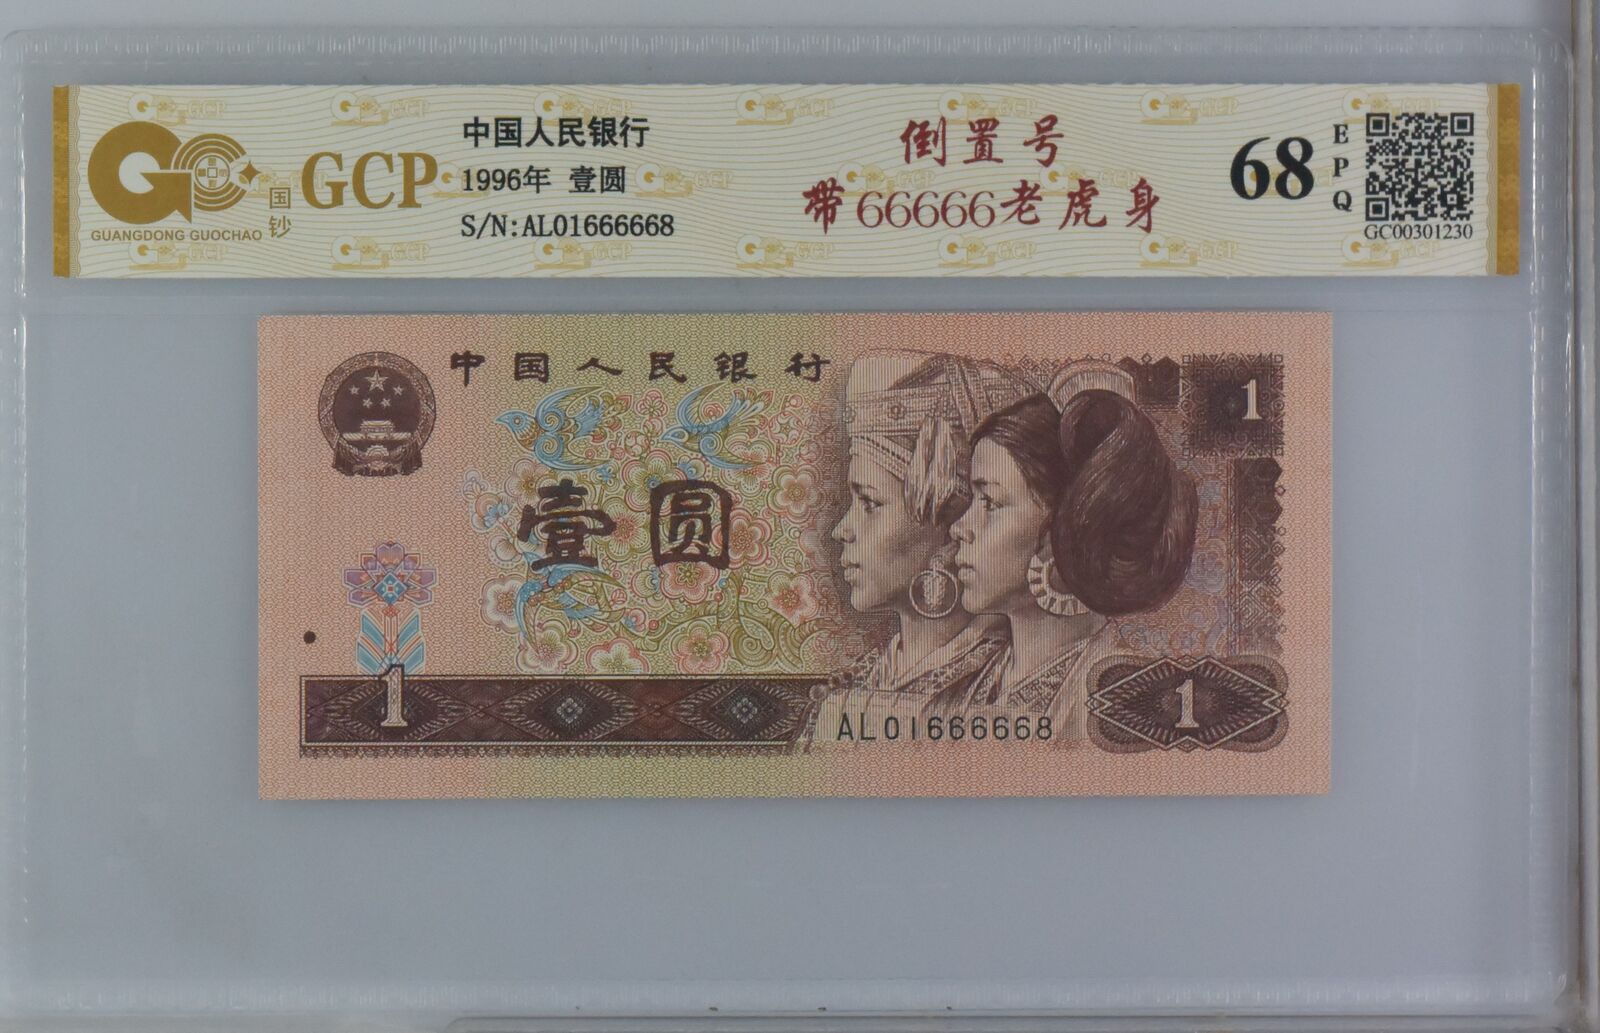 GCP
国钞
GUANGDONG GUOCHAO
中国人民银行
1996年 壹圆
S/N:AL01666668
倒置号
带66666老虎身
68
EPQ
GC00301230
中国人民银行
1
壹圆
1
AL01666668
1